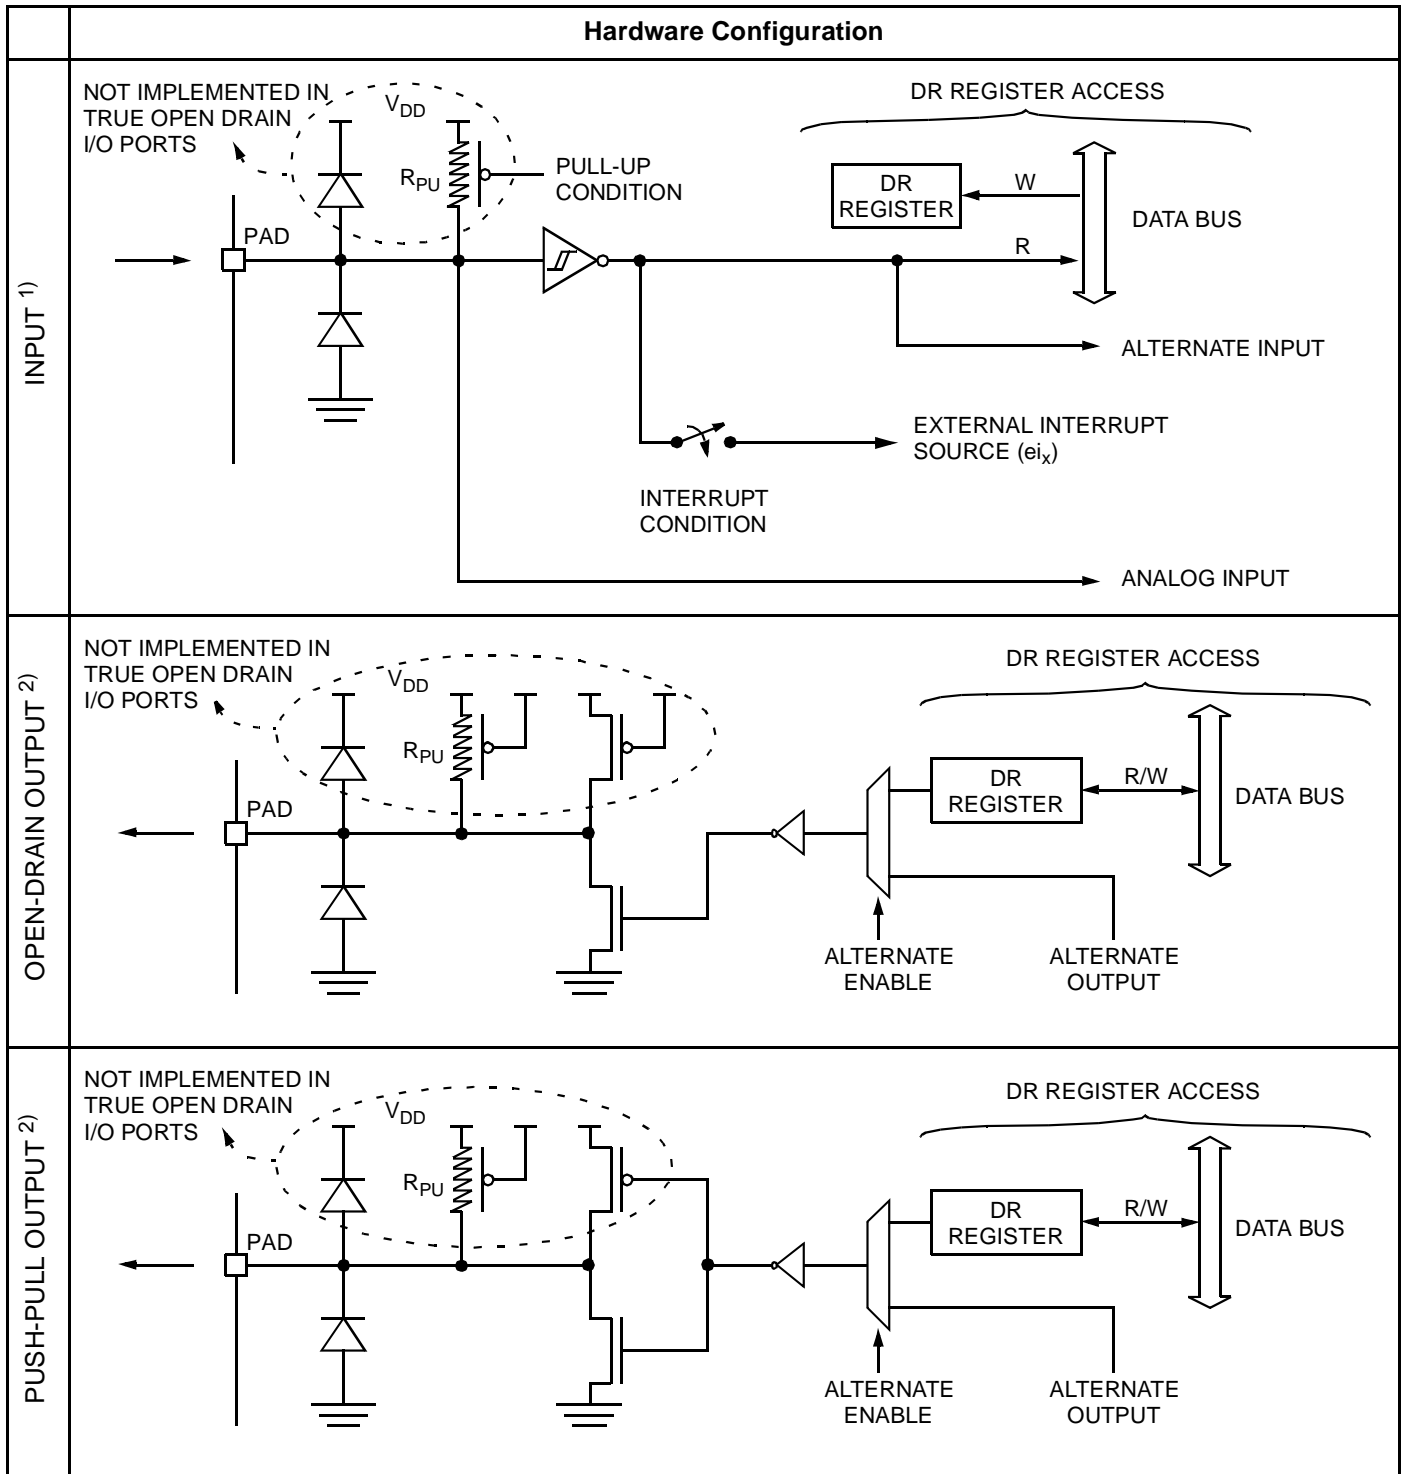 Hardware Configuration
INPUT 1)
NOT IMPLEMENTED IN
TRUE OPEN DRAIN
I/O PORTS
VDD
RPU
PULL-UP
CONDITION
PAD
DR REGISTER ACCESS
DR
REGISTER
W
R
DATA BUS
ALTERNATE INPUT
EXTERNAL INTERRUPT
SOURCE (eix)
INTERRUPT
CONDITION
ANALOG INPUT
OPEN-DRAIN OUTPUT 2)
NOT IMPLEMENTED IN
TRUE OPEN DRAIN
I/O PORTS
VDD
RPU
PAD
DR REGISTER ACCESS
DR
REGISTER
R/W
DATA BUS
ALTERNATE
ENABLE
ALTERNATE
OUTPUT
PUSH-PULL OUTPUT 2)
NOT IMPLEMENTED IN
TRUE OPEN DRAIN
I/O PORTS
VDD
RPU
PAD
DR REGISTER ACCESS
DR
REGISTER
R/W
DATA BUS
ALTERNATE
ENABLE
ALTERNATE
OUTPUT